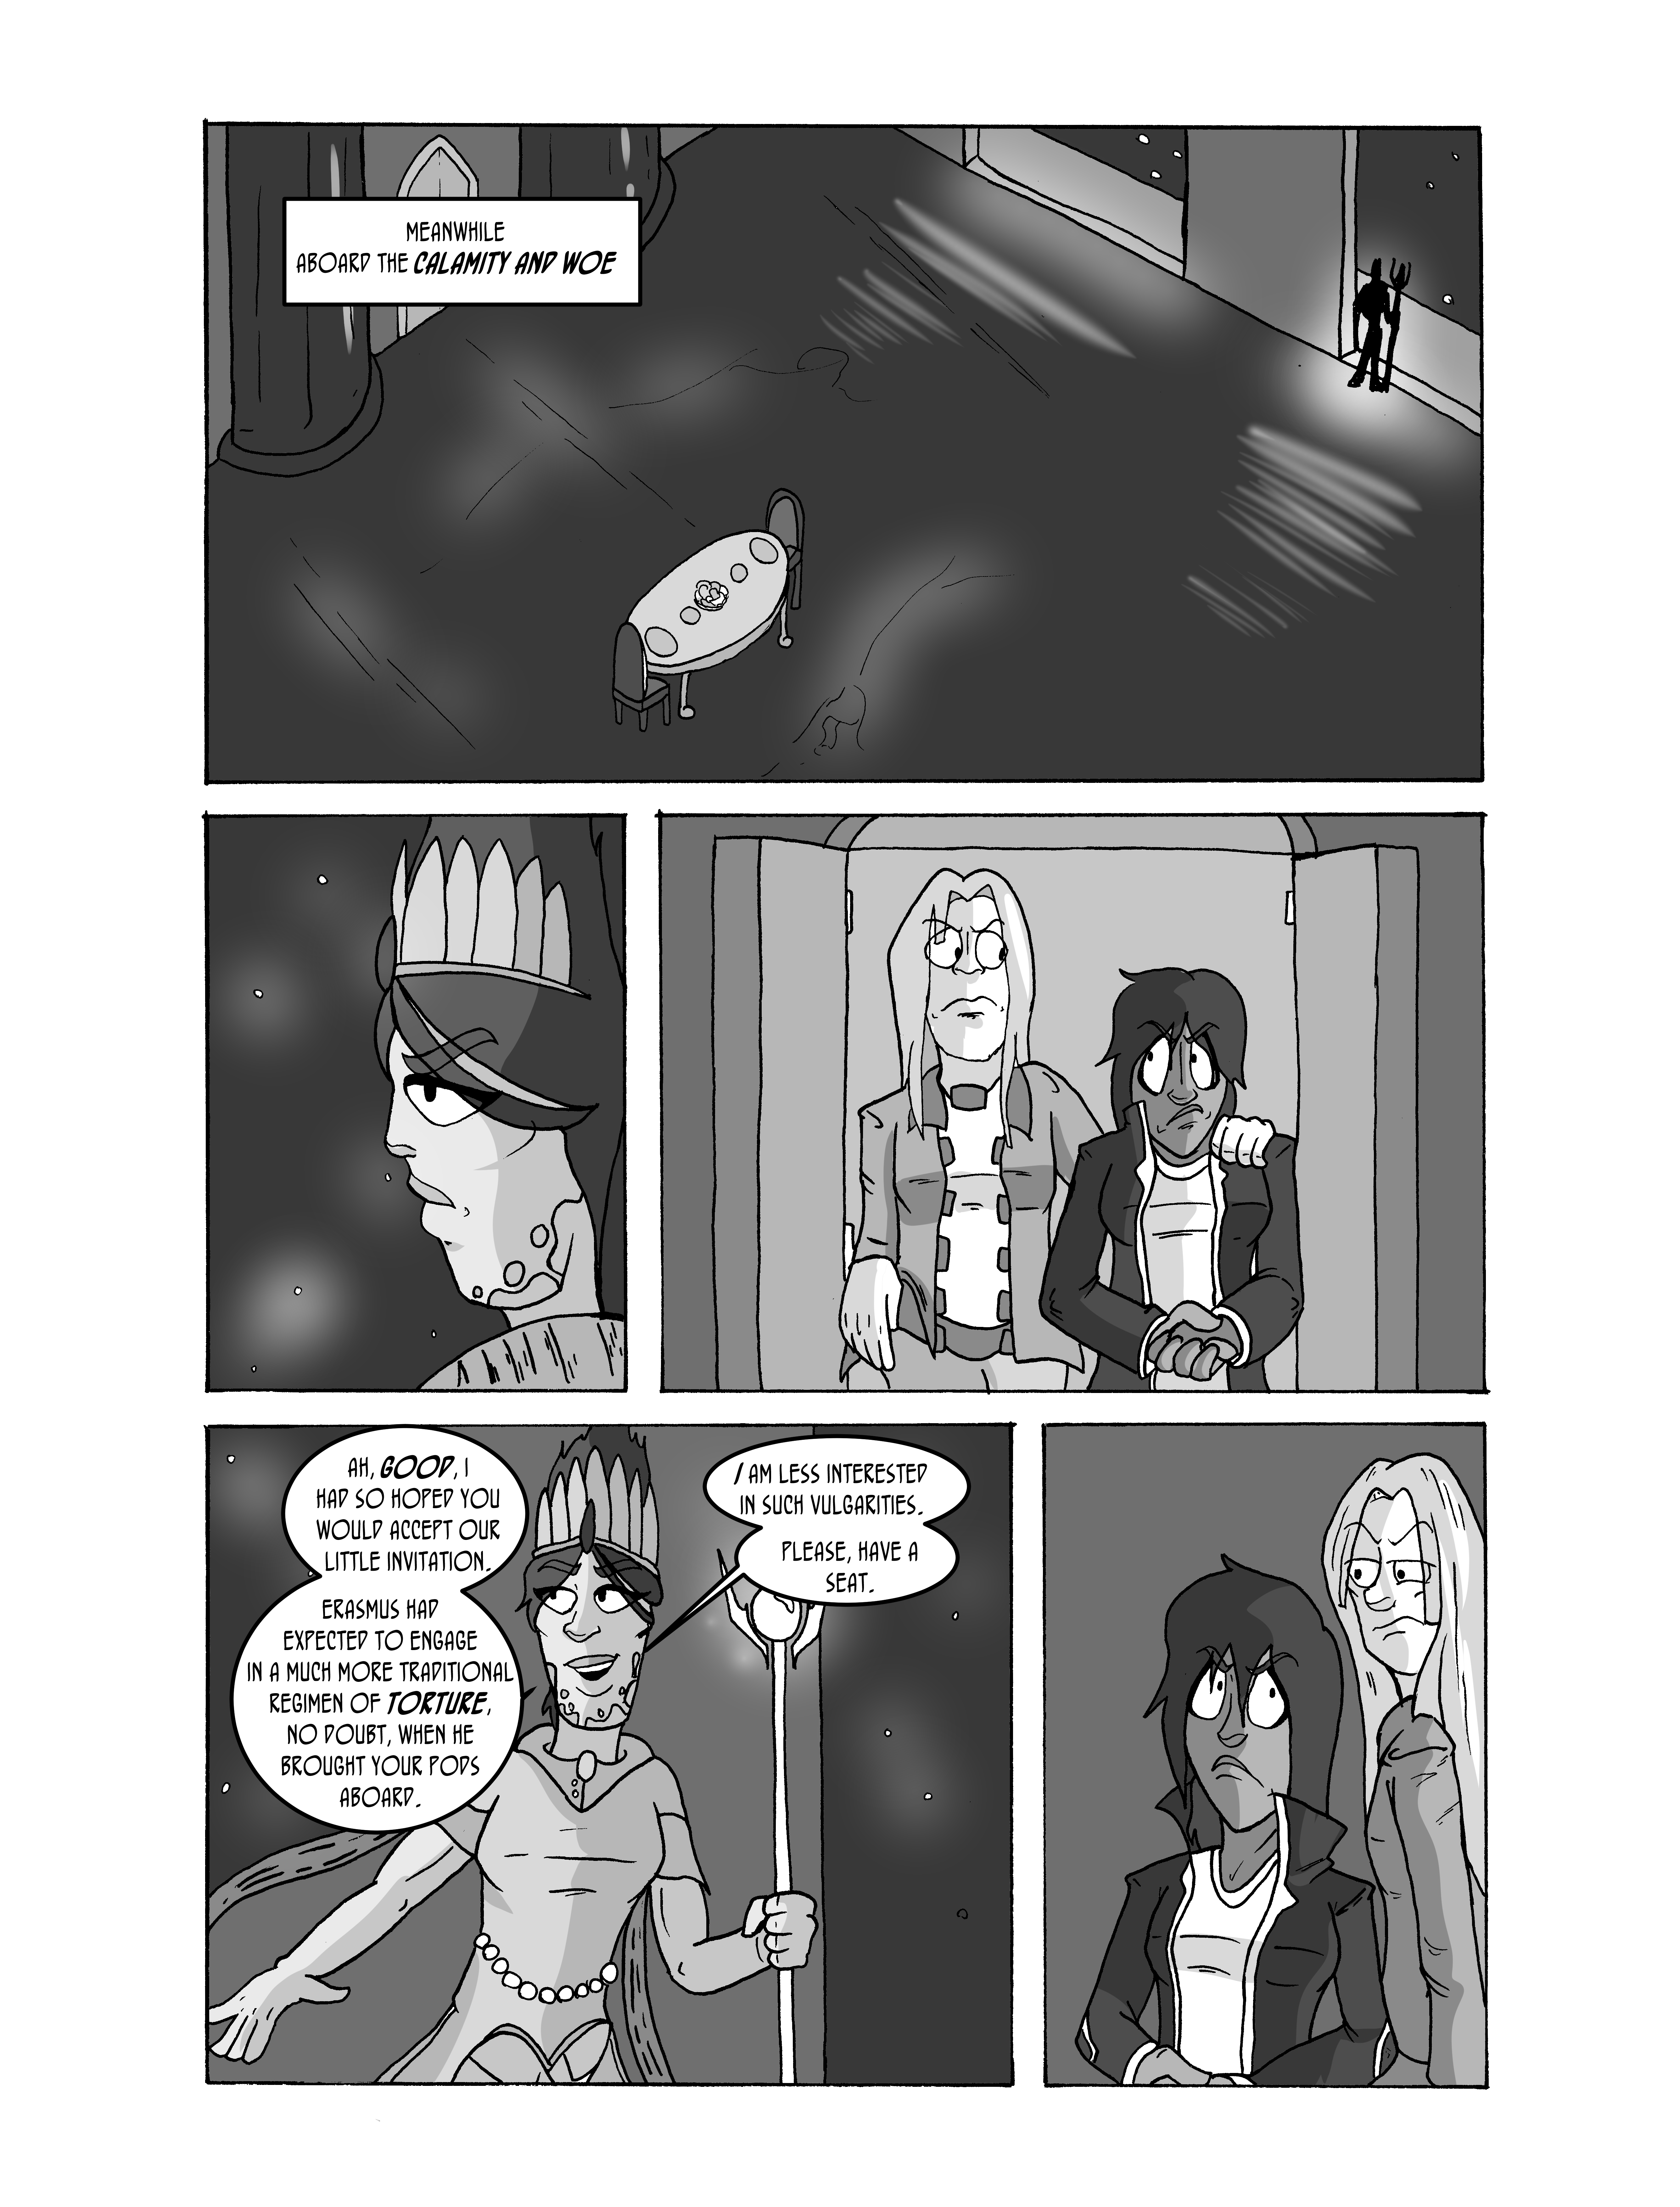 MEANWHILE
ABOARD THE CALAMITY AND WOE
AH, GOOD, I
HAD SO HOPED YOU
WOULD ACCEPT OUR
LITTLE INVITATION.
ERASMUS HAD
EXPECTED TO ENGAGE
IN A MUCH MORE TRADITIONAL
REGIMEN OF TORTURE,
NO DOUBT, WHEN HE
BROUGHT YOUR PODS
ABOARD.
I AM LESS INTERESTED
IN SUCH VULGARITIES.
PLEASE, HAVE A
SEAT.